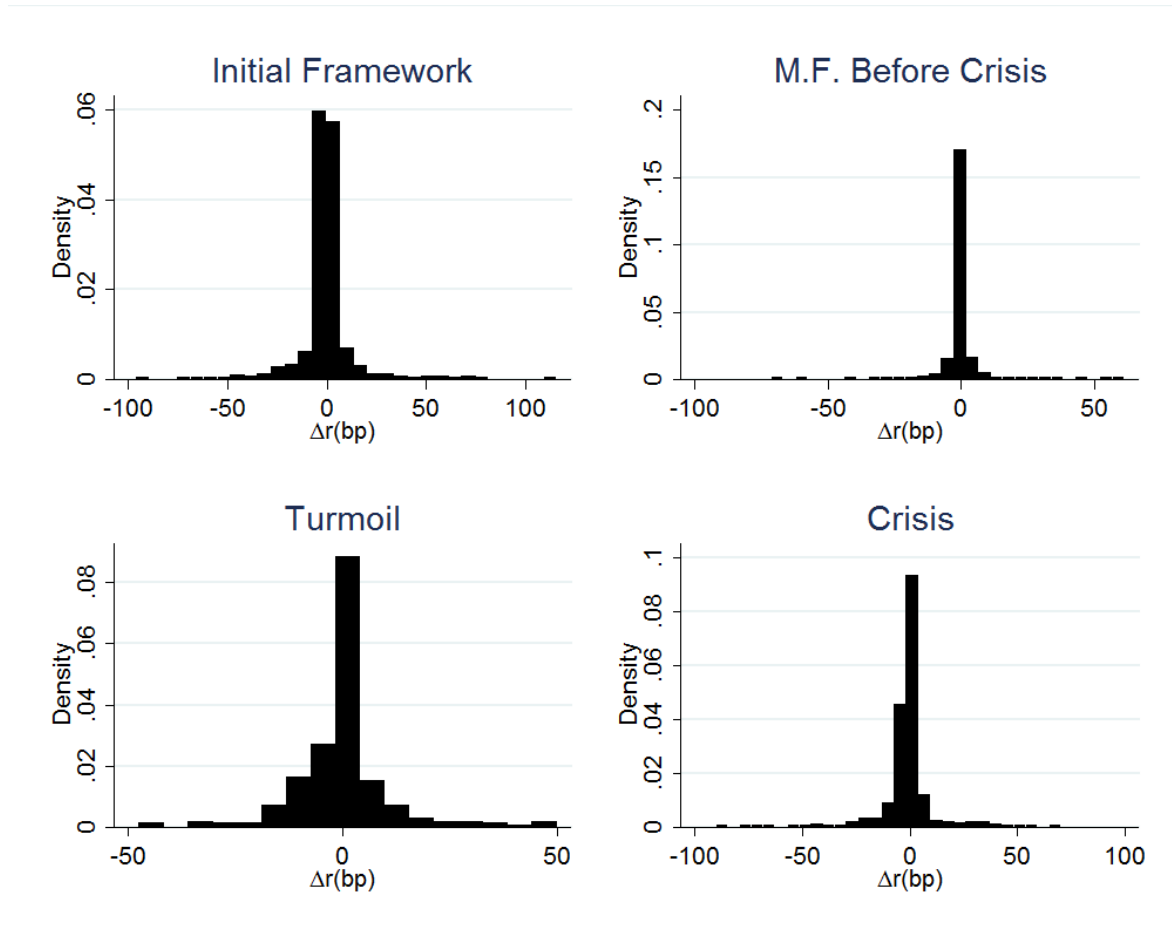 Initial Framework
Density
.06
.04
.02
0
-100 -50 0 50 100
Δr(bp)
M.F. Before Crisis
Density
.2
.15
.1
.05
0
-100 -50 0 50
Δr(bp)
Turmoil
Density
.08
.06
.04
.02
0
-50 0 50
Δr(bp)
Crisis
Density
.1
.08
.06
.04
.02
0
-100 -50 0 50 100
Δr(bp)